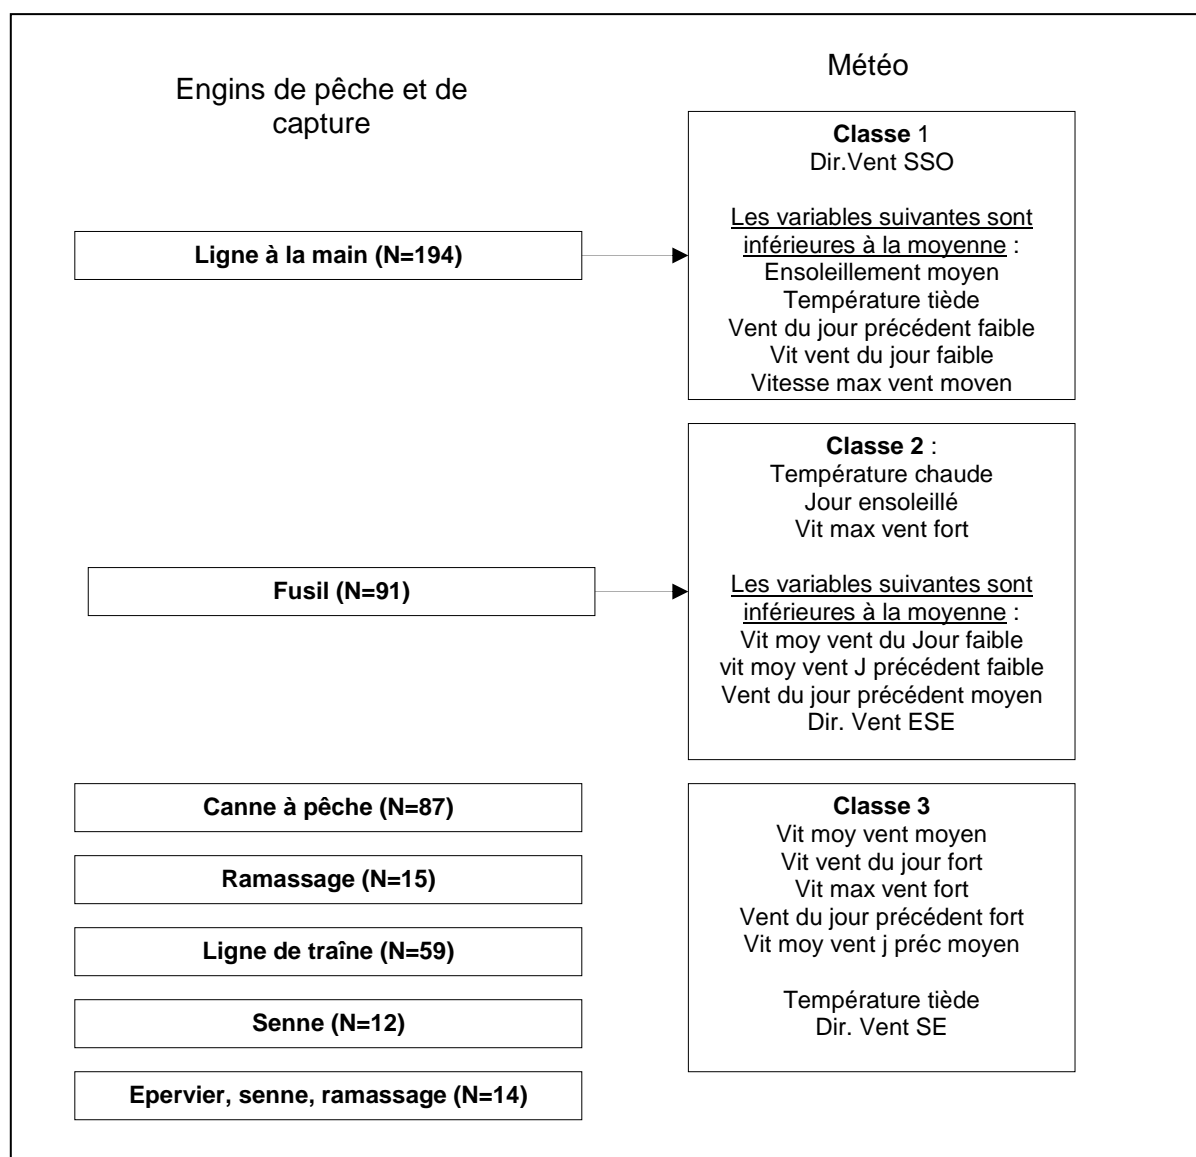 Engins de pêche et de
capture
Météo
Ligne à la main (N=194)
Classe 1
Dir.Vent SSO
Les variables suivantes sont
inférieures à la moyenne :
Ensoleillement moyen
Température tiède
Vent du jour précédent faible
Vit vent du jour faible
Vitesse max vent moven
Fusil (N=91)
Classe 2 :
Température chaude
Jour ensoleillé
Vit max vent fort
Les variables suivantes sont
inférieures à la moyenne :
Vit moy vent du Jour faible
vit moy vent J précédent faible
Vent du jour précédent moyen
Dir. Vent ESE
Canne à pêche (N=87)
Ramassage (N=15)
Ligne de traîne (N=59)
Senne (N=12)
Epervier, senne, ramassage (N=14)
Classe 3
Vit moy vent moyen
Vit vent du jour fort
Vit max vent fort
Vent du jour précédent fort
Vit moy vent j préc moyen
Température tiède
Dir. Vent SE